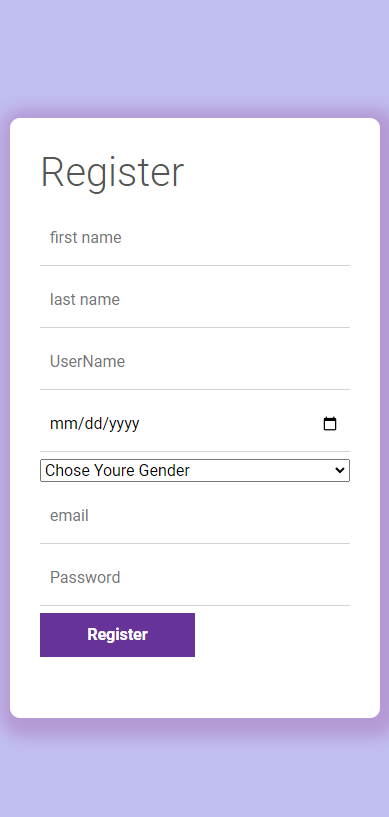 Register
first name
last name
UserName
mm/dd/yyyy
Chose Youre Gender
email
Password
Register